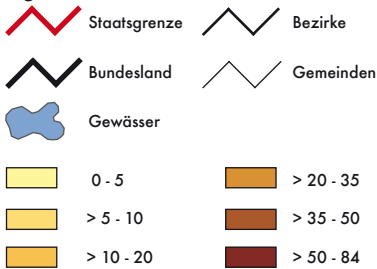 Staatsgrenze
Bezirke
Bundesland
Gemeinden
Gewässer
0 - 5
> 20 - 35
> 5 - 10
> 35 - 50
> 10 - 20
> 50 - 84